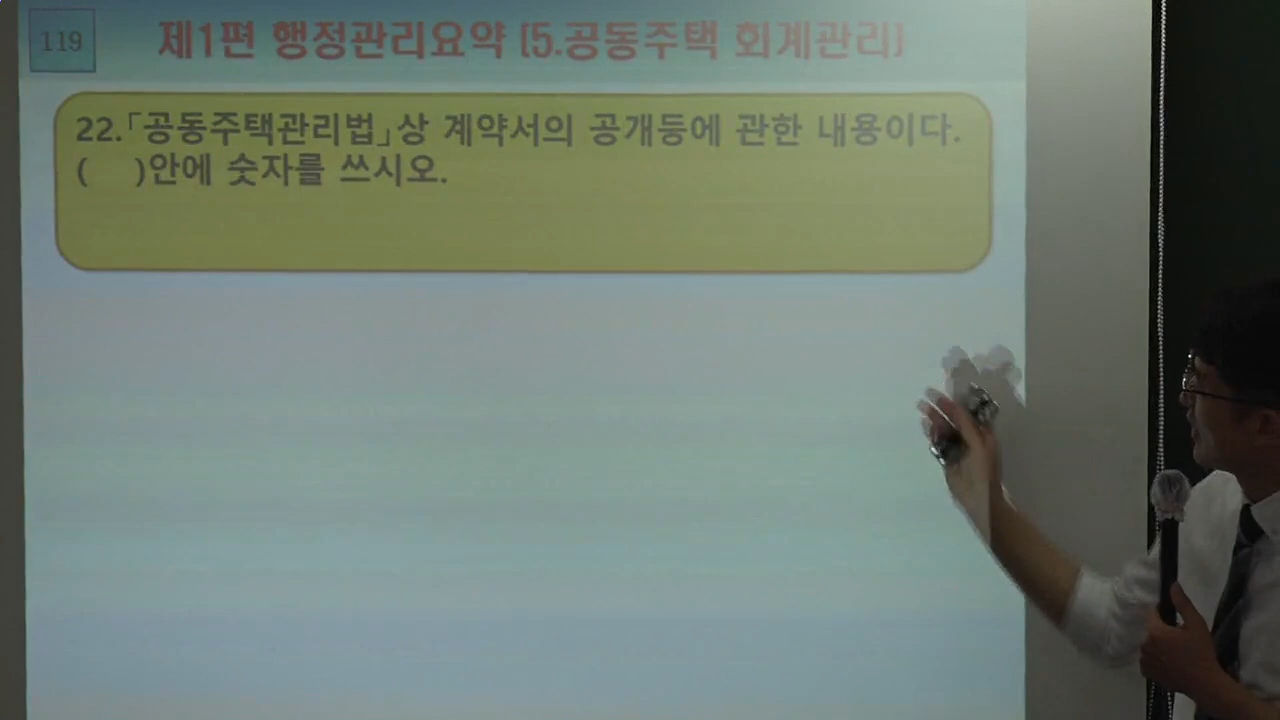 119
제1편 행정관리요약 [5.공동주택 회계관리]
22.「공동주택관리법」상 계약서의 공개등에 관한 내용이다.
(    )안에 숫자를 쓰시오.